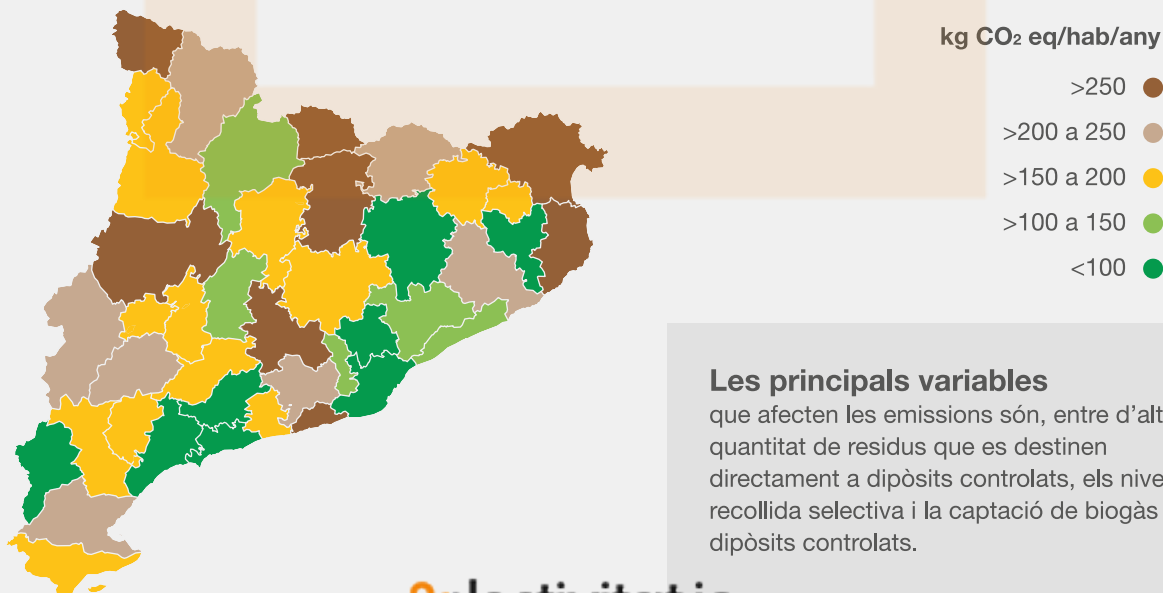 kg CO₂ eq/hab/any
>250
>200 a 250
>150 a 200
>100 a 150
<100
Les principals variables
que afecten les emissions són, entre d’alt
quantitat de residus que es destinen
directament a dipòsits controlats, els nive
recollida selectiva i la captació de biogàs
dipòsits controlats.